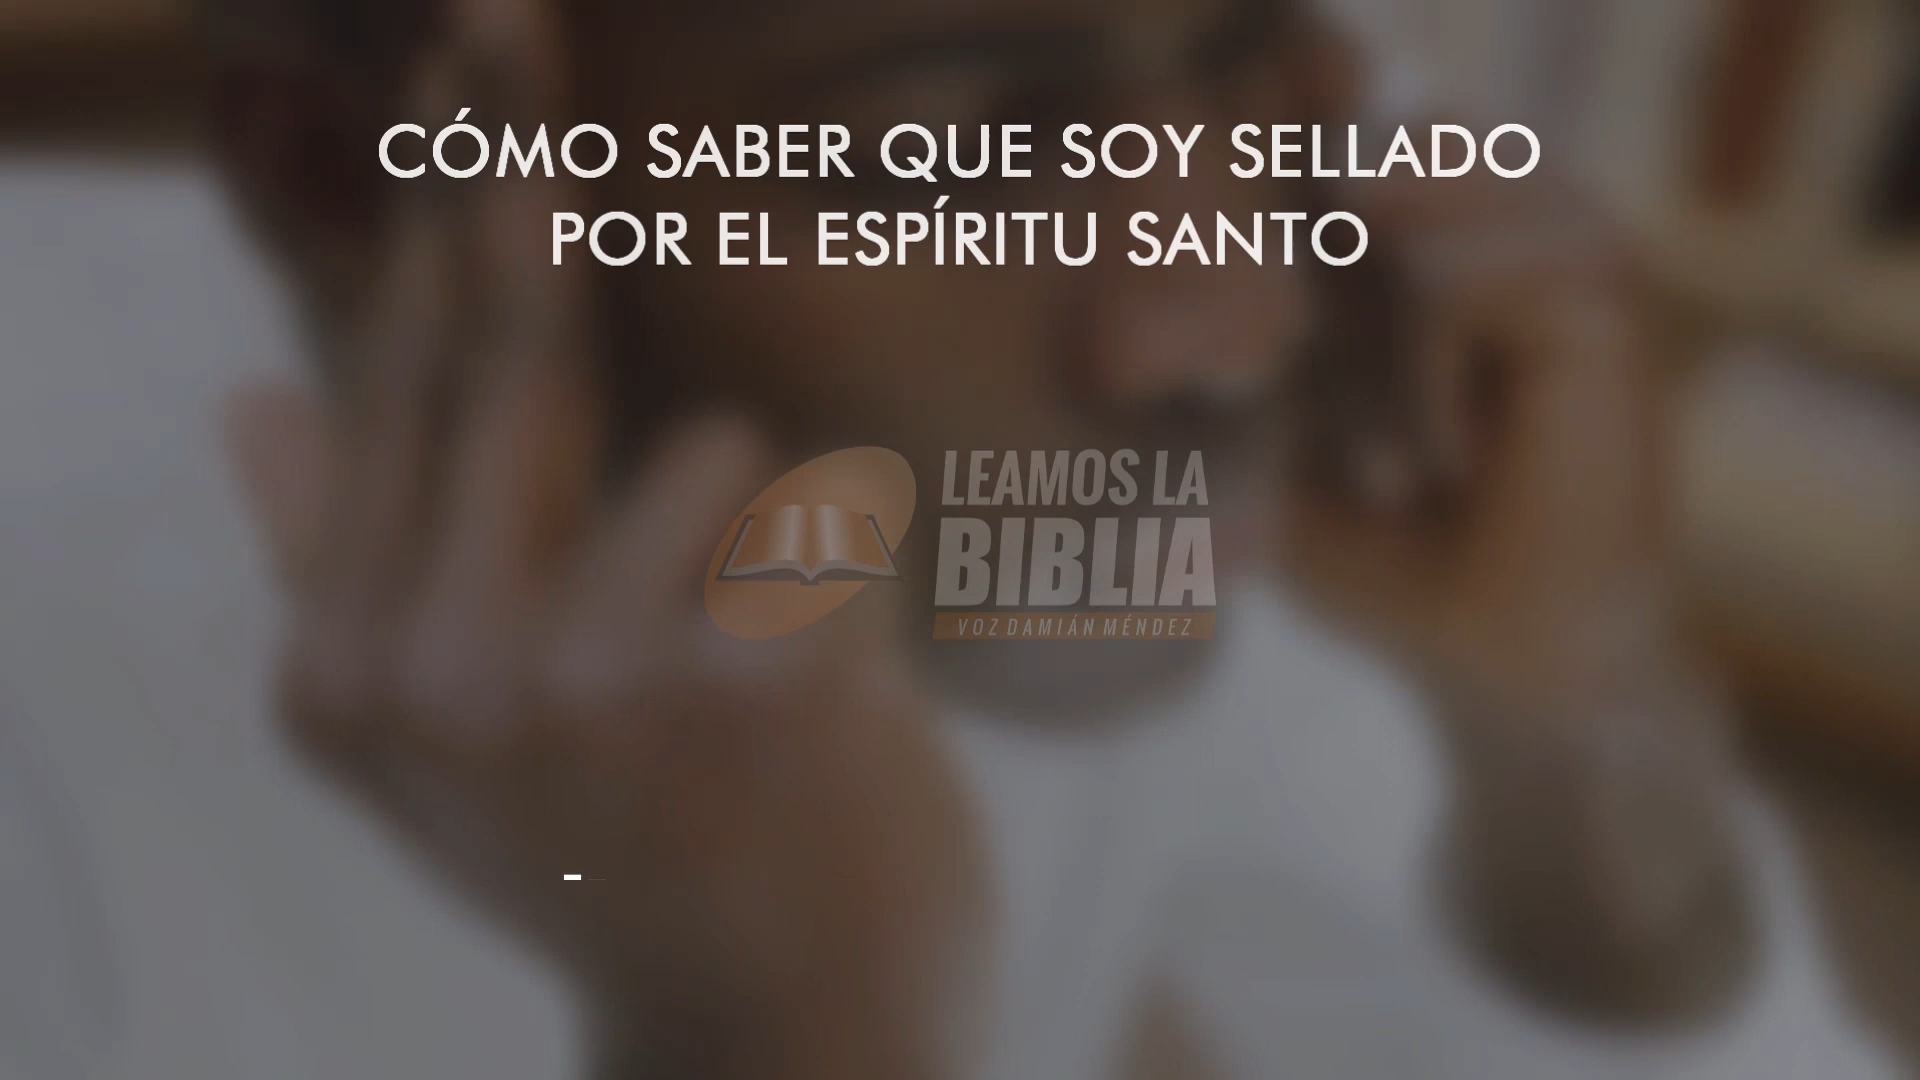 CÓMO SABER QUE SOY SELLADO
POR EL ESPÍRITU SANTO
LEAMOS LA
BIBLIA
VOZ DAMIÁN MÉNDEZ